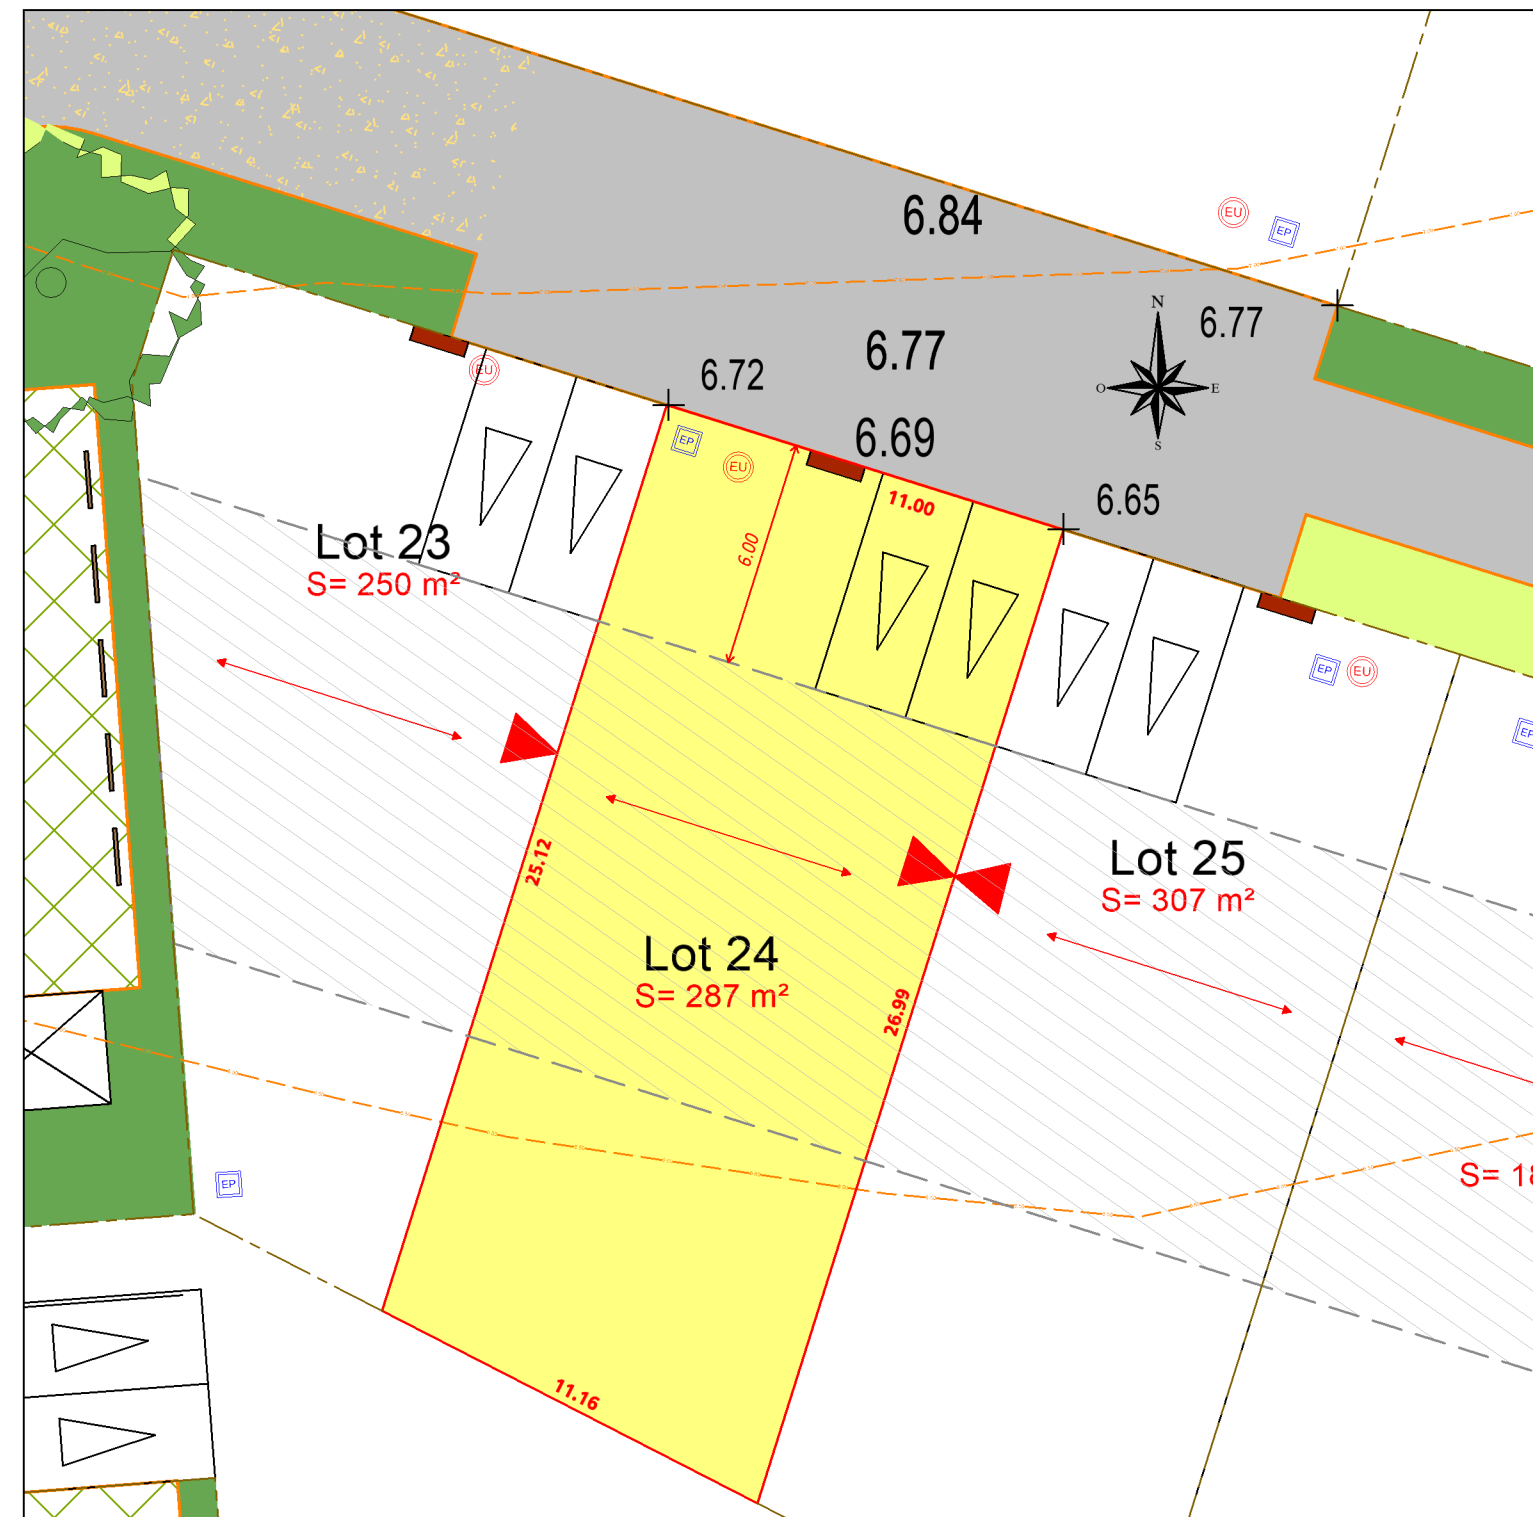 6.84
EU
EP
N
6.77
O
E
S
6.77
6.72
EU
6.69
EP
EU
11.00
6.65
6.00
Lot 23
S= 250 m²
EP
EU
EP
25.12
Lot 25
S= 307 m²
Lot 24
S= 287 m²
26.99
EP
S= 18
11.16